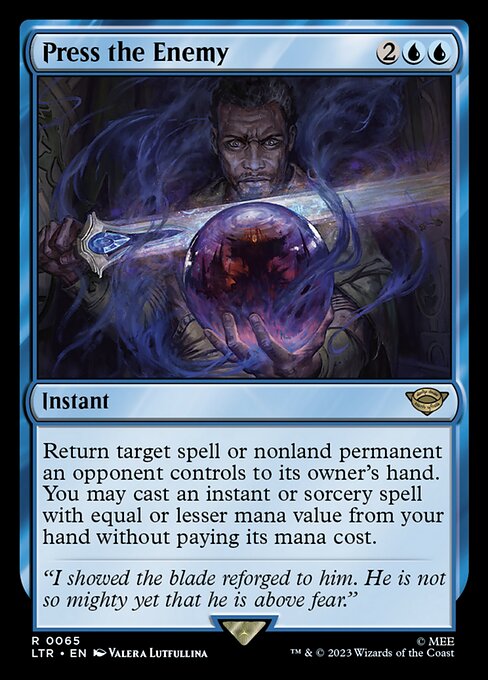 Press the Enemy 2
Instant
Return target spell or nonland permanent
an opponent controls to its owner's hand.
You may cast an instant or sorcery spell
with equal or lesser mana value from your
hand without paying its mana cost.
“I showed the blade reforged to him. He is not
so mighty yet that he is above fear.”
R 0065 © MEE
LTR • EN Valera Lutfullina ™ & © 2023 Wizards of the Coast